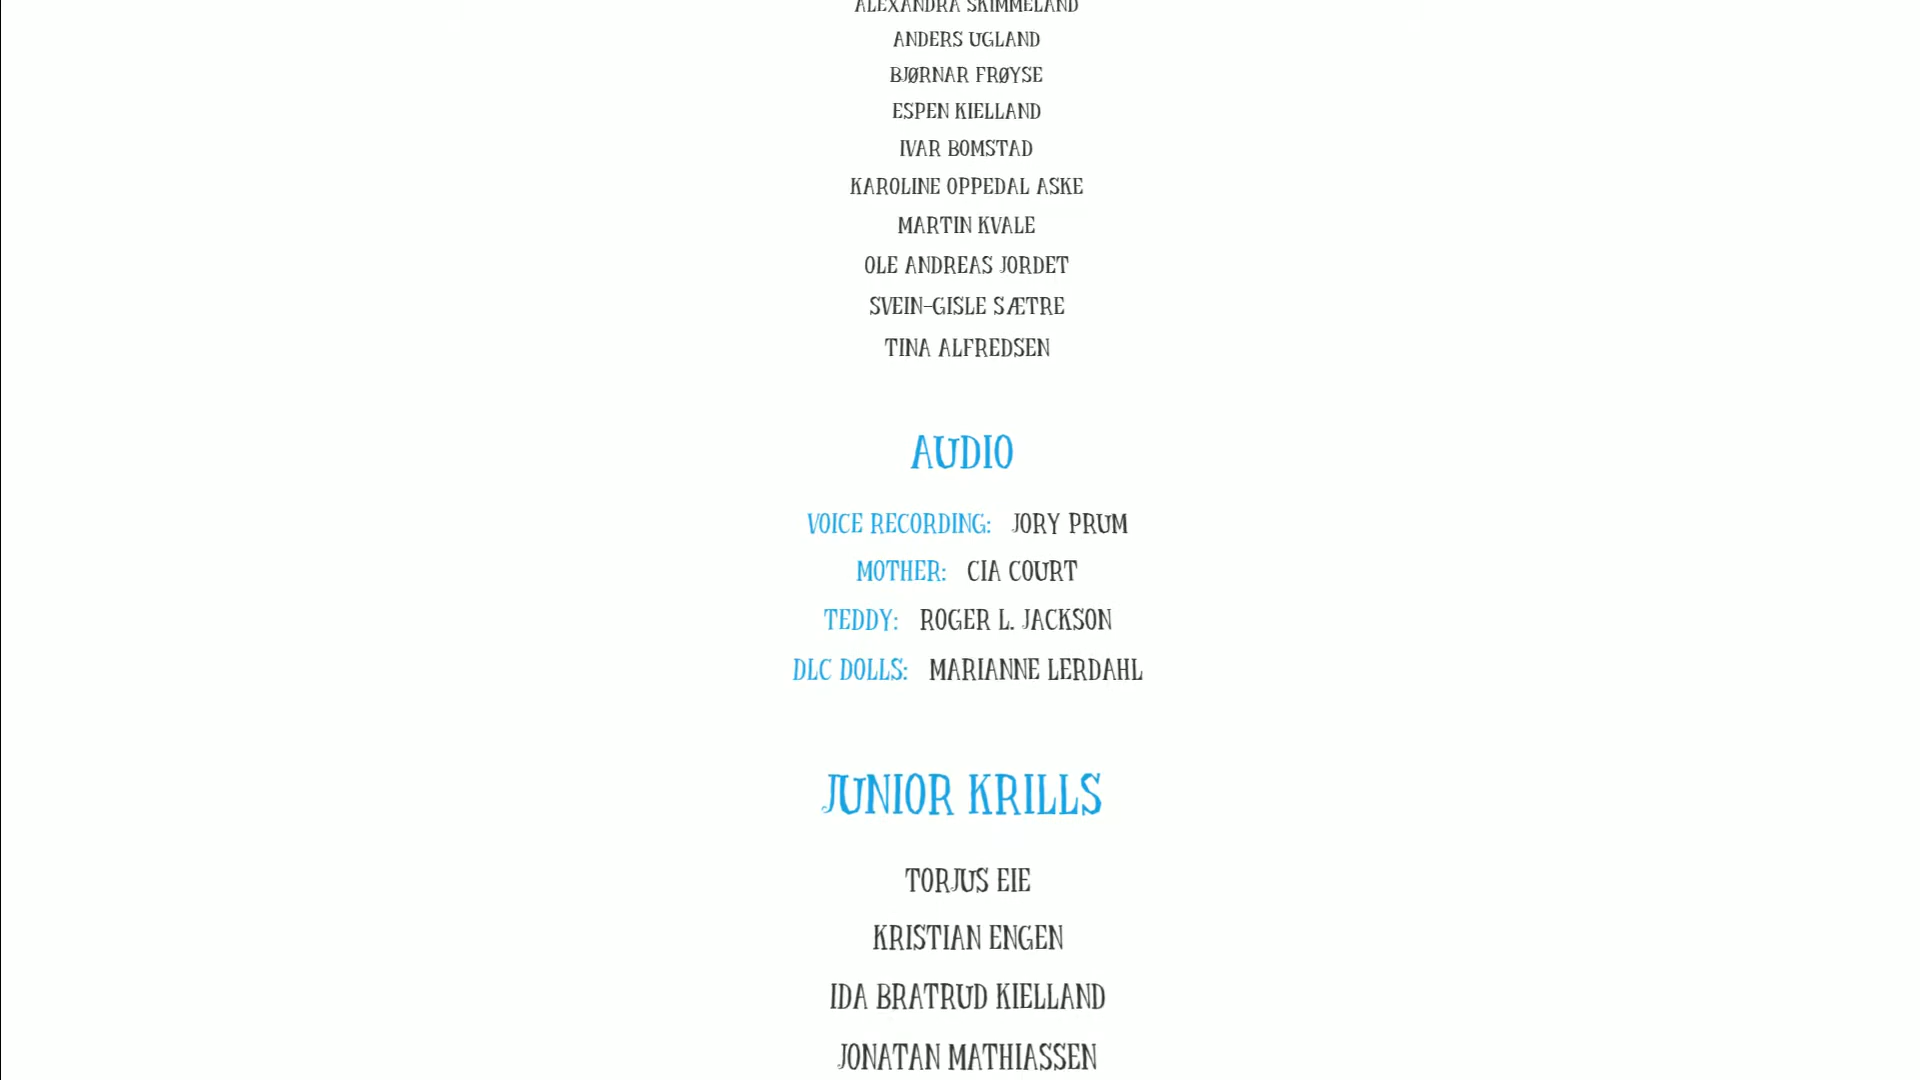 ALEXANDRA SKIMMELAND
ANDERS UGLAND
BJØRNAR FRØYSE
ESPEN KIELLAND
IVAR BOMSTAD
KAROLINE OPPEDAL ASKE
MARTIN KVALE
OLE ANDREAS JORDET
SVEIN-GISLE SÆTRE
TINA ALFREDSEN
AUDIO
VOICE RECORDING: JORY PRUM
MOTHER: CIA COURT
TEDDY: ROGER L. JACKSON
DLC DOLLS: MARIANNE LERDAHL
JUNIOR KRILLS
TORJUS EIE
KRISTIAN ENGEN
IDA BRATRUD KIELLAND
JONATAN MATHIASSEN